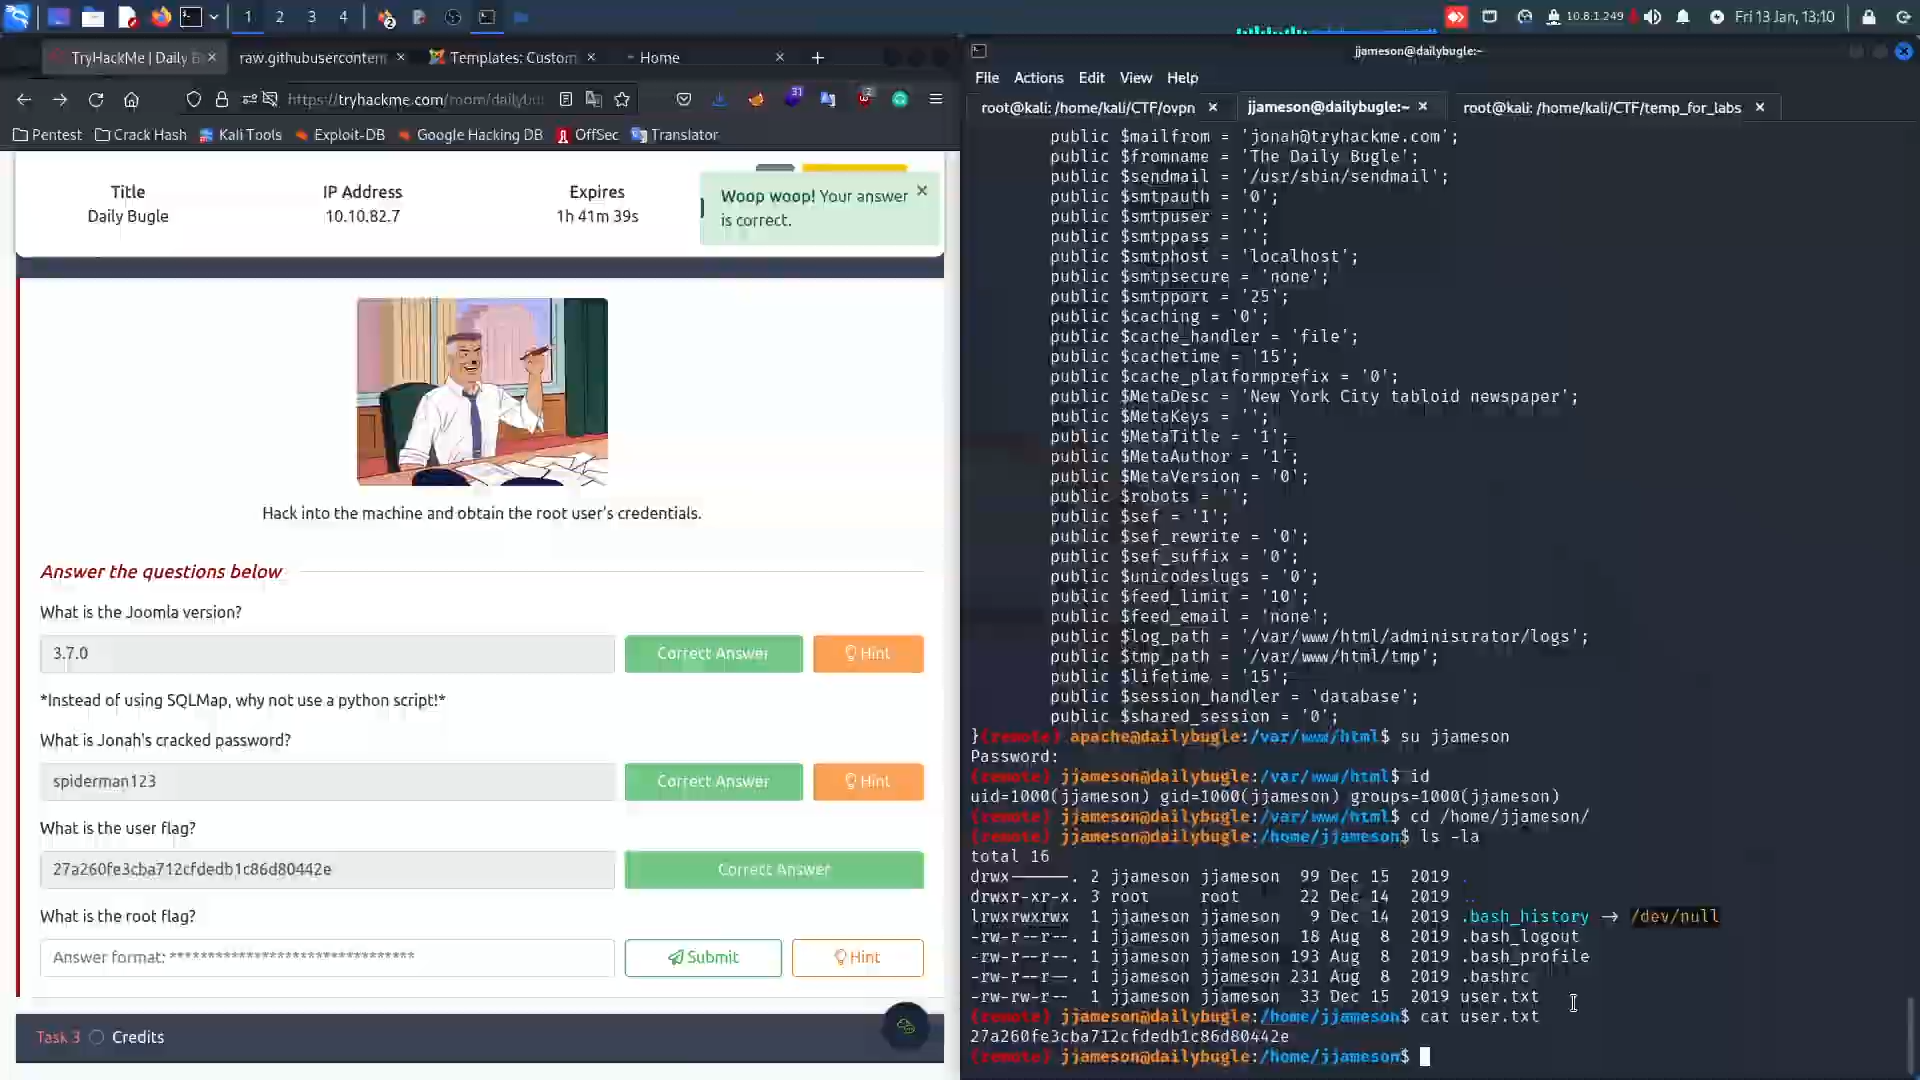 1 2 3 4
2
10.8.1.249
Fri 13 Jan, 13:10
TryHackMe | Daily B
raw.githubusercontent
Templates: Custom
Home
https://tryhackme.com/room/dailybu
31
2
Pentest
Crack Hash
Kali Tools
Exploit-DB
Google Hacking DB
OffSec
Translator
Title
Daily Bugle
IP Address
10.10.82.7
Expires
1h 41m 39s
Woop woop! Your answer
is correct.
Hack into the machine and obtain the root user's credentials.
Answer the questions below
What is the Joomla version?
3.7.0
Correct Answer
Hint
*Instead of using SQLMap, why not use a python script!*
What is Jonah's cracked password?
spiderman123
Correct Answer
Hint
What is the user flag?
27a260fe3cba712cfdedb1c86d80442e
Correct Answer
What is the root flag?
Answer format: ********************************
Submit
Hint
Task 3
Credits
jjameson@dailybugle:~
File Actions Edit View Help
root@kali: /home/kali/CTF/ovpn
jjameson@dailybugle:~
root@kali: /home/kali/CTF/temp_for_labs
public $mailfrom = 'jonah@tryhackme.com';
public $fromname = 'The Daily Bugle';
public $sendmail = '/usr/sbin/sendmail';
public $smtpauth = '0';
public $smtpuser = '';
public $smtppass = '';
public $smtphost = 'localhost';
public $smtpsecure = 'none';
public $smtpport = '25';
public $caching = '0';
public $cache_handler = 'file';
public $cachetime = '15';
public $cache_platformprefix = '0';
public $MetaDesc = 'New York City tabloid newspaper';
public $MetaKeys = '';
public $MetaTitle = '1';
public $MetaAuthor = '1';
public $MetaVersion = '0';
public $robots = '';
public $sef = '1';
public $sef_rewrite = '0';
public $sef_suffix = '0';
public $unicodeslugs = '0';
public $feed_limit = '10';
public $feed_email = 'none';
public $log_path = '/var/www/html/administrator/logs';
public $tmp_path = '/var/www/html/tmp';
public $lifetime = '15';
public $session_handler = 'database';
public $shared_session = '0';
}(remote) apache@dailybugle:/var/www/html$ su jjameson
Password:
(remote) jjameson@dailybugle:/var/www/html$ id
uid=1000(jjameson) gid=1000(jjameson) groups=1000(jjameson)
(remote) jjameson@dailybugle:/var/www/html$ cd /home/jjameson/
(remote) jjameson@dailybugle:/home/jjameson$ ls -la
total 16
drwx------. 2 jjameson jjameson 99 Dec 15 2019 .
drwxr-xr-x. 3 root root 22 Dec 14 2019 ..
lrwxrwxrwx 1 jjameson jjameson 9 Dec 14 2019 .bash_history → /dev/null
-rw-r--r--. 1 jjameson jjameson 18 Aug 8 2019 .bash_logout
-rw-r--r--. 1 jjameson jjameson 193 Aug 8 2019 .bash_profile
-rw-r--r--. 1 jjameson jjameson 231 Aug 8 2019 .bashrc
-rw-rw-r-- 1 jjameson jjameson 33 Dec 15 2019 user.txt
(remote) jjameson@dailybugle:/home/jjameson$ cat user.txt
27a260fe3cba712cfdedb1c86d80442e
(remote) jjameson@dailybugle:/home/jjameson$